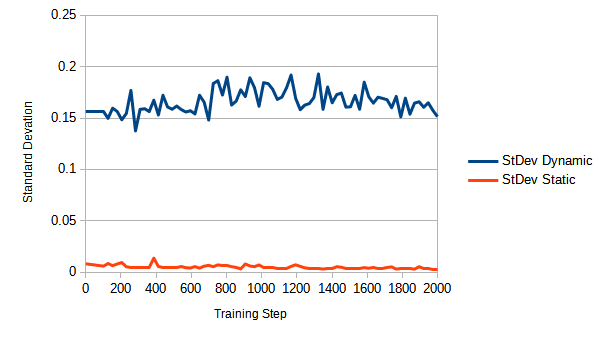 0.25
0.2
0.15
0.1
0.05
0
Standard Devation
0 200 400 600 800 1000 1200 1400 1600 1800 2000
Training Step
StDev Dynamic
StDev Static